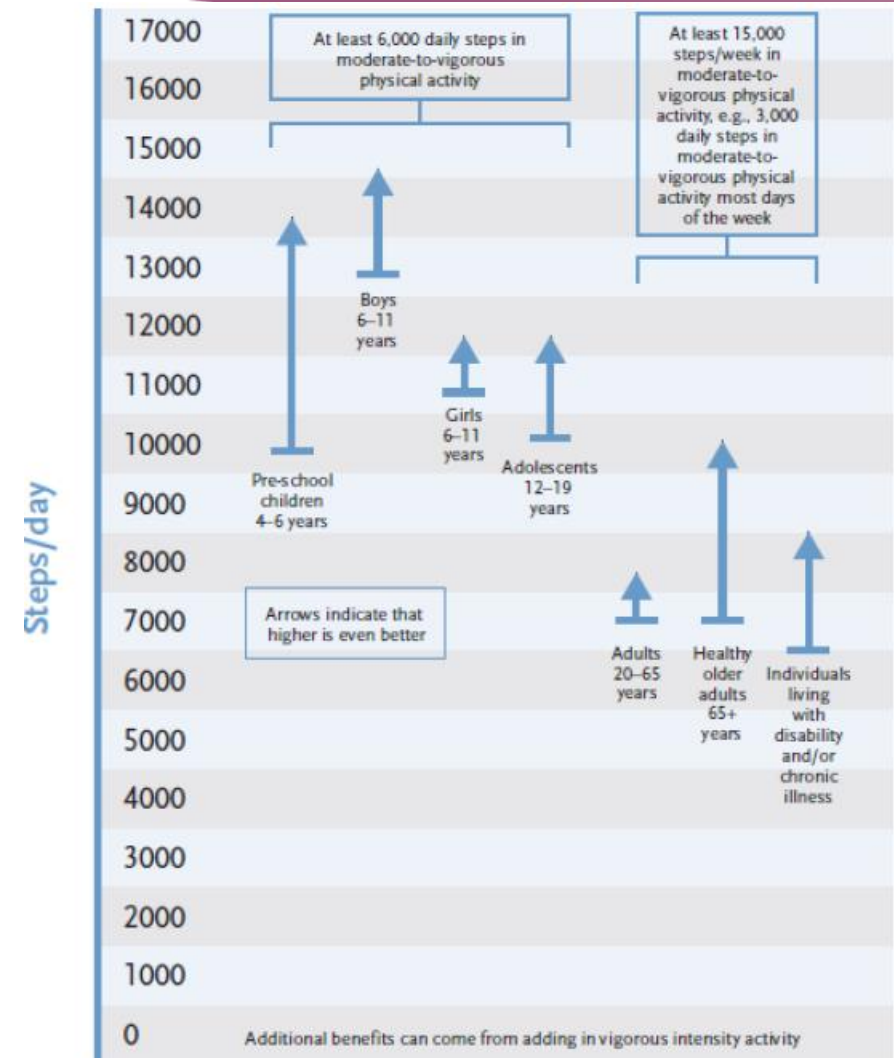 Steps/day
17000
16000
15000
14000
13000
12000
11000
10000
9000
8000
7000
6000
5000
4000
3000
2000
1000
0
At least 6,000 daily steps in
moderate-to-vigorous
physical activity
At least 15,000
steps/week in
moderate-to-
vigorous physical
activity, e.g., 3,000
daily steps in
moderate-to-
vigorous physical
activity most days
of the week
Pre-school
children
4–6 years
Boys
6–11
years
Girls
6–11
years
Adolescents
12–19
years
Adults
20–65
years
Healthy
older
adults
65+
years
Individuals
living
with
disability
and/or
chronic
illness
Arrows indicate that
higher is even better
Additional benefits can come from adding in vigorous intensity activity